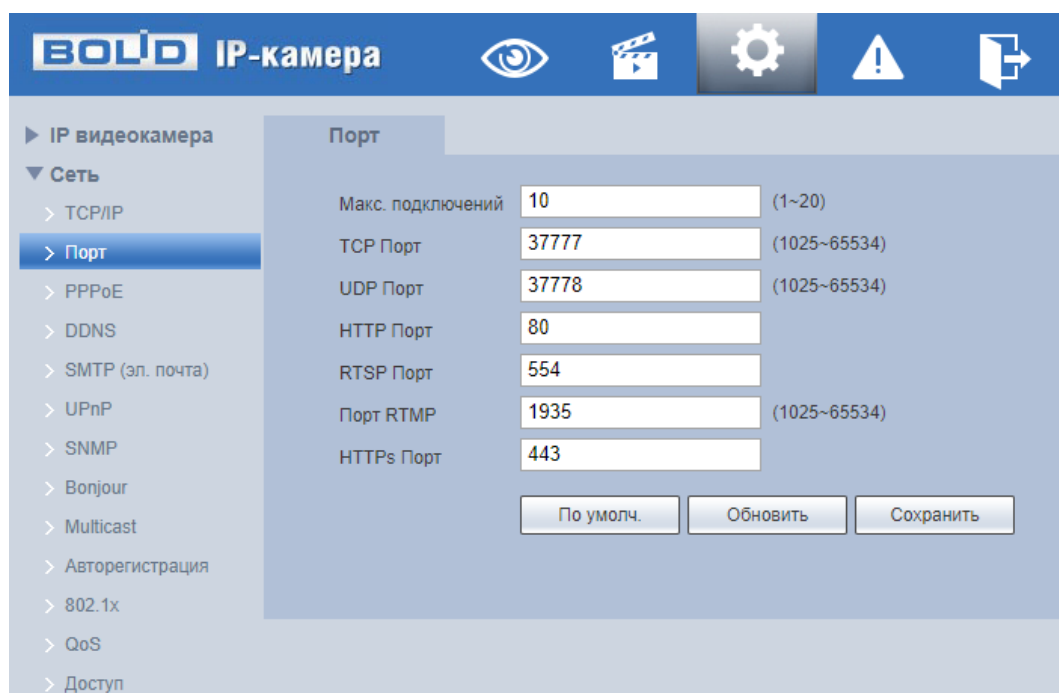 BOLID IP-камера
IP видеокамера
Сеть
TCP/IP
Порт
PPPoE
DDNS
SMTP (эл. почта)
UPnP
SNMP
Bonjour
Multicast
Авторегистрация
802.1x
QoS
Доступ
Порт
Макс. подключений 10 (1~20)
TCP Порт 37777 (1025~65534)
UDP Порт 37778 (1025~65534)
HTTP Порт 80
RTSP Порт 554
Порт RTMP 1935 (1025~65534)
HTTPs Порт 443
По умолч. Обновить Сохранить